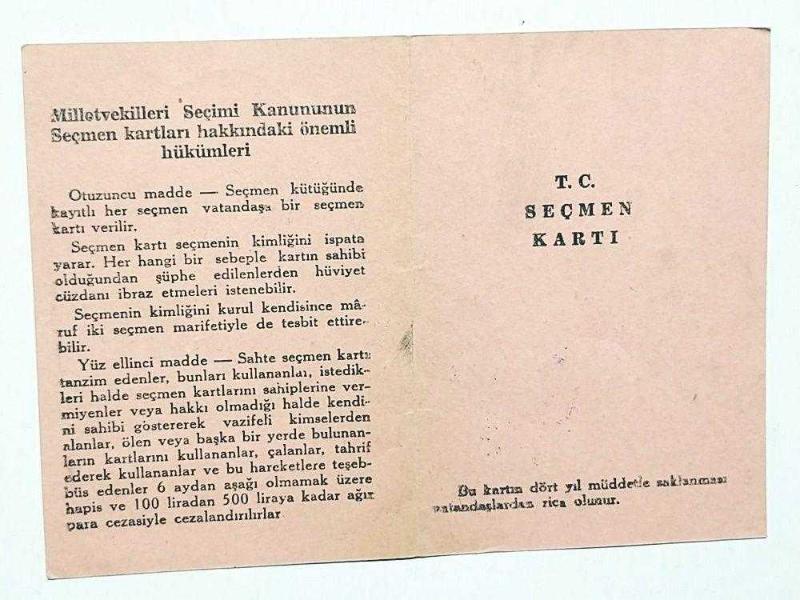 Milletvekilleri Seçimi Kanununun
Seçmen kartları hakkındaki önemli
hükümleri
Otuzuncu madde — Seçmen kütüğünde
kayıtlı her seçmen vatandaşa bir seçmen
kartı verilir.
Seçmen kartı seçmenin kimliğini ispata
yarar. Her hangi bir sebeple kartın sahibi
olduğundan şüphe edilenlerden hüviyet
cüzdanı ibraz etmeleri istenebilir.
Seçmenin kimliğini kurul kendisince mâ-
ruf iki seçmen marifetiyle de tesbit ettire-
bilir.
Yüz ellinci madde — Sahte seçmen kartı
tanzim edenler, bunları kullananlar, istedik-
leri halde seçmen kartlarını sahiplerine ver-
miyenler veya hakkı olmadığı halde kendi-
ni sahibi göstererek vazifeli kimselerden
alanlar, ölen veya başka bir yerde bulunan-
ların kartlarını kullananlar, çalanlar, tahrif
ederek kullananlar ve bu hareketlere teşeb-
büs edenler 6 aydan aşağı olmamak üzere
hapis ve 100 liradan 500 liraya kadar ağır
para cezasiyle cezalandırılırlar.
T. C.
SEÇMEN
KARTI
Bu kartın dört yıl müddetle saklanması
vatandaşlardan rica olunur.